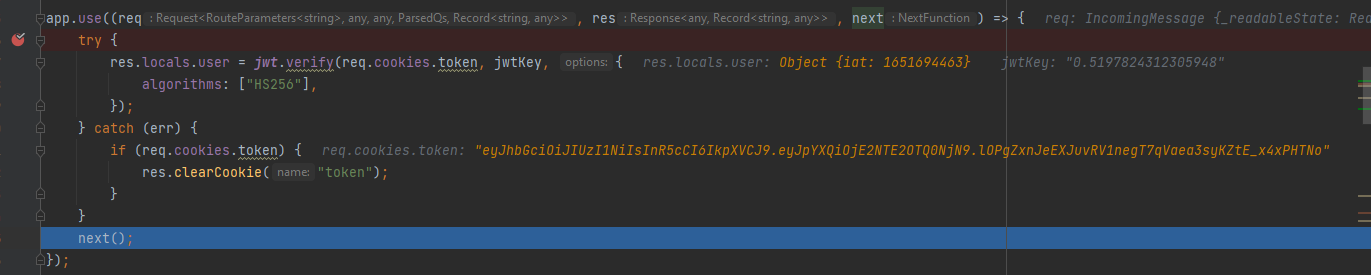 app.use((req : Request<RouteParameters<string>, any, any, ParsedQs, Record<string, any>> , res : Response<any, Record<string, any>> , next : NextFunction ) => { req: IncomingMessage {_readableState: Rea
try {
res.locals.user = jwt.verify(req.cookies.token, jwtKey, options: { res.locals.user: Object {iat: 1651694463} jwtKey: "0.5197824312305948"
algorithms: ["HS256"],
});
} catch (err) {
if (req.cookies.token) { req.cookies.token: "eyJhbGciOiJIUzI1NiIsInR5cCI6IkpXVCJ9.eyJpYXQiOjE2NTE2OTQ0NjN9.lOPgZxnJeEXJuvRV1negT7qVaea3syKZtE_x4xPHTNo"
res.clearCookie( name: "token");
}
}
next();
});